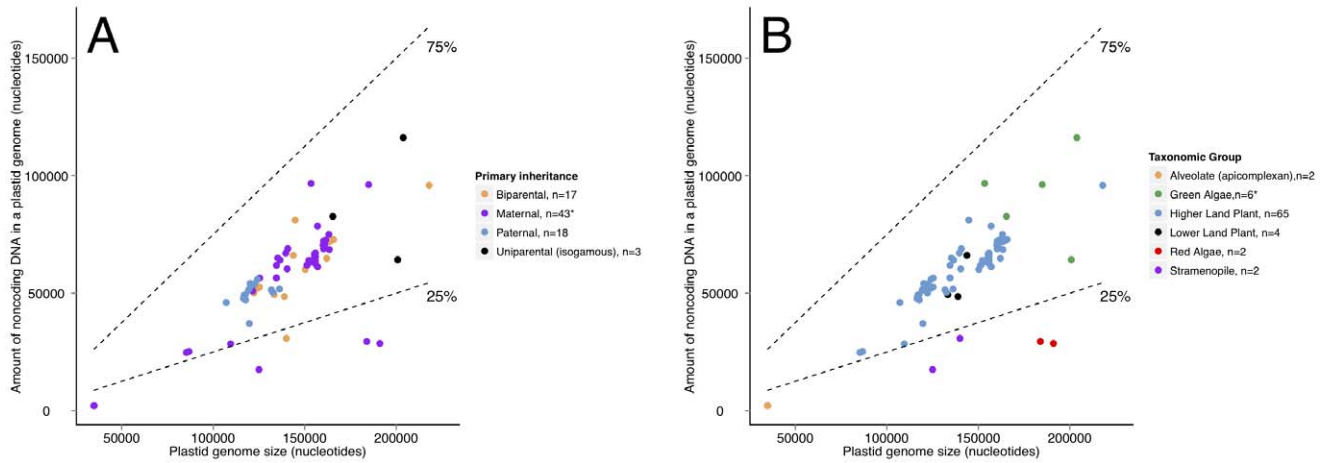 A
Amount of noncoding DNA in a plastid genome (nucleotides)
150000
100000
50000
0
75%
25%
50000 100000 150000 200000
Plastid genome size (nucleotides)
Primary inheritance
Biparental, n=17
Maternal, n=43*
Paternal, n=18
Uniparental (isogamous), n=3
B
Amount of noncoding DNA in a plastid genome (nucleotides)
150000
100000
50000
0
75%
25%
50000 100000 150000 200000
Plastid genome size (nucleotides)
Taxonomic Group
Alveolate (apicomplexan),n=2
Green Algae,n=6*
Higher Land Plant, n=65
Lower Land Plant, n=4
Red Algae, n=2
Stramenopile, n=2